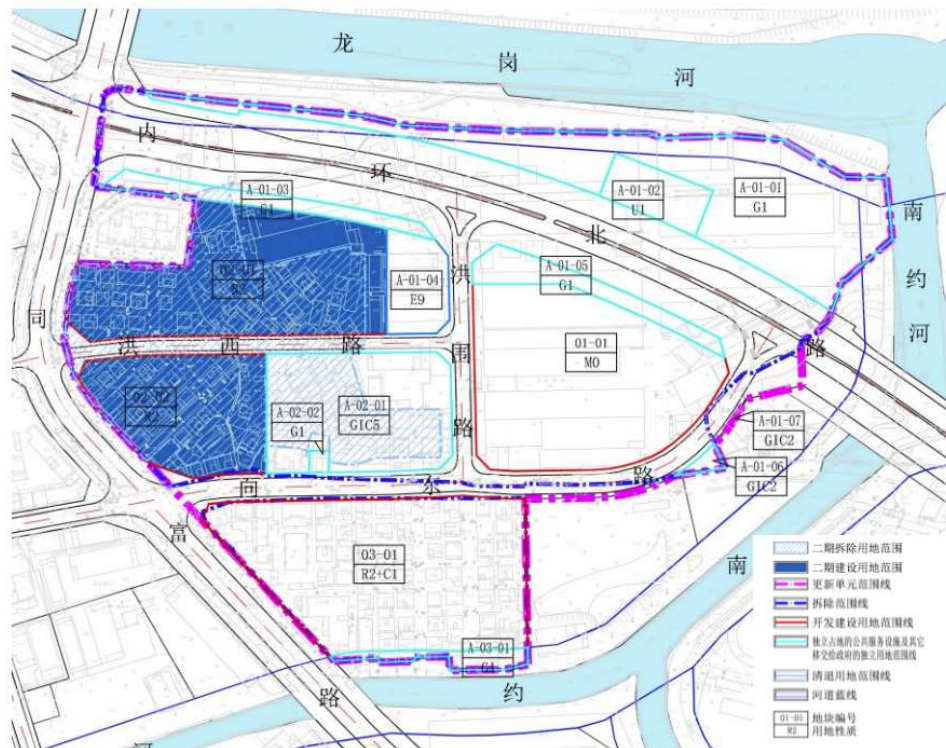 龙岗河
内环北路
A-01-03
G1
A-01-02
U1
A-01-01
G1
南约河
A-01-04
E9
A-01-05
G1
洪围路
同富路
洪西路
01-01
M0
02-02
R2
A-02-02
G1
A-02-01
GIC5
A-01-07
GIC2
A-01-06
GIC2
向东路
03-01
R2+C1
A-03-01
G1
南约河
二期拆除用地范围
二期建设用地范围
更新单元范围线
拆除范围线
开发建设用地范围线
独立占地的公共服务设施及其它
移交给政府的独立用地范围线
清退用地范围线
河道蓝线
01-01 地块编号
R2 用地性质